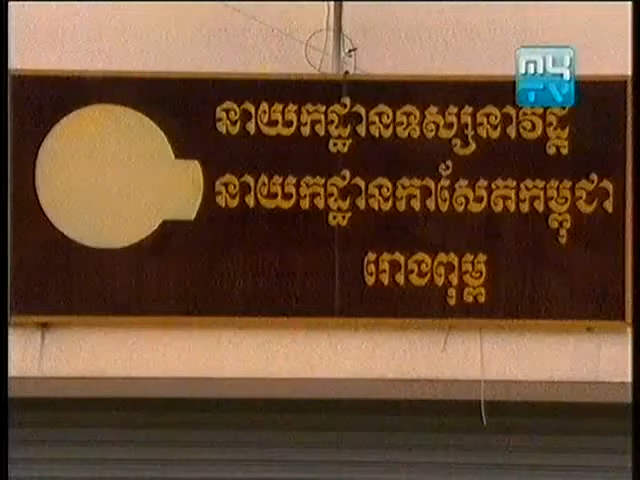 នាយកដ្ឋានទស្សនាវដ្ដី
នាយកដ្ឋានកាសែតកម្ពុជា
រោងពុម្ព